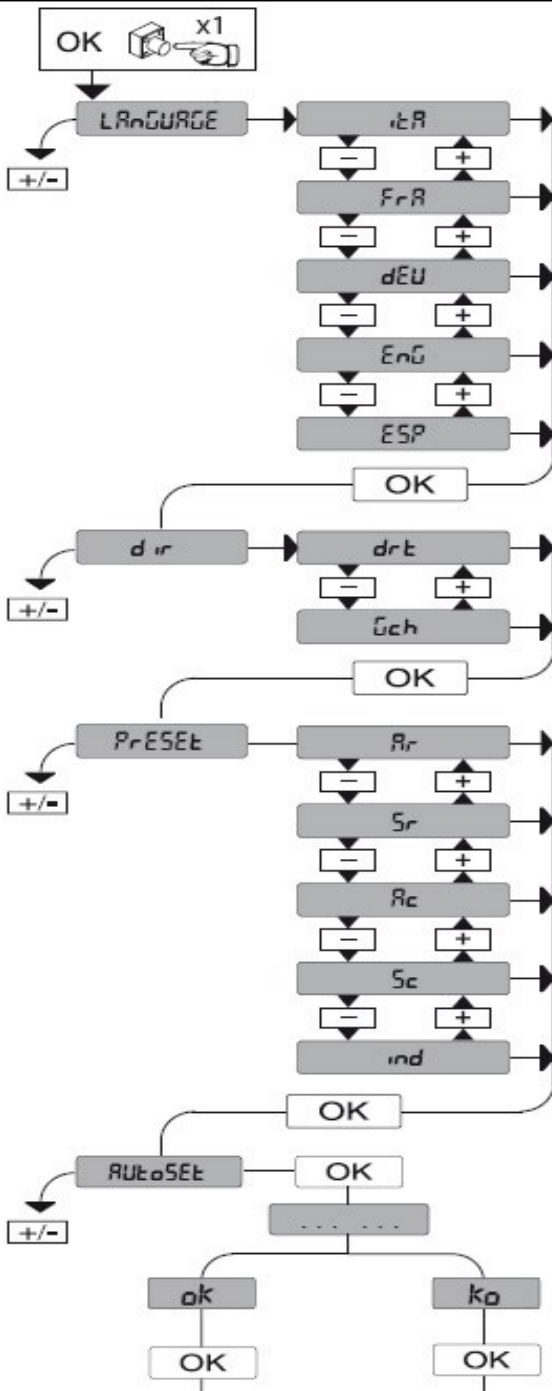 OK x1
LAnGUAGE itA
+/-
- +
FrA
- +
dEU
- +
EnG
- +
ESP
OK
dir drt
+/-
- +
Gch
OK
PrESEt Ar
+/-
- +
Sr
- +
Ac
- +
Sc
- +
ind
OK
AUtoSEt OK
+/-
... ...
ok ko
OK OK